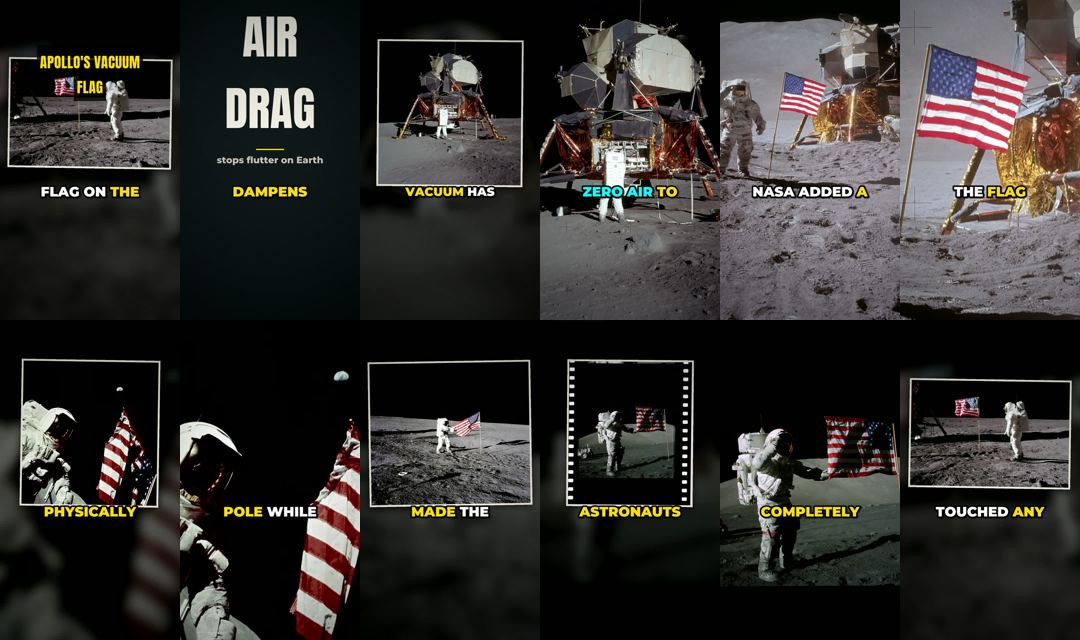 APOLLO'S VACUUM
FLAG
FLAG ON THE
AIR
DRAG
stops flutter on Earth
DAMPENS
VACUUM HAS
ZERO AIR TO
NASA ADDED A
THE FLAG
PHYSICALLY
POLE WHILE
MADE THE
ASTRONAUTS
COMPLETELY
TOUCHED ANY